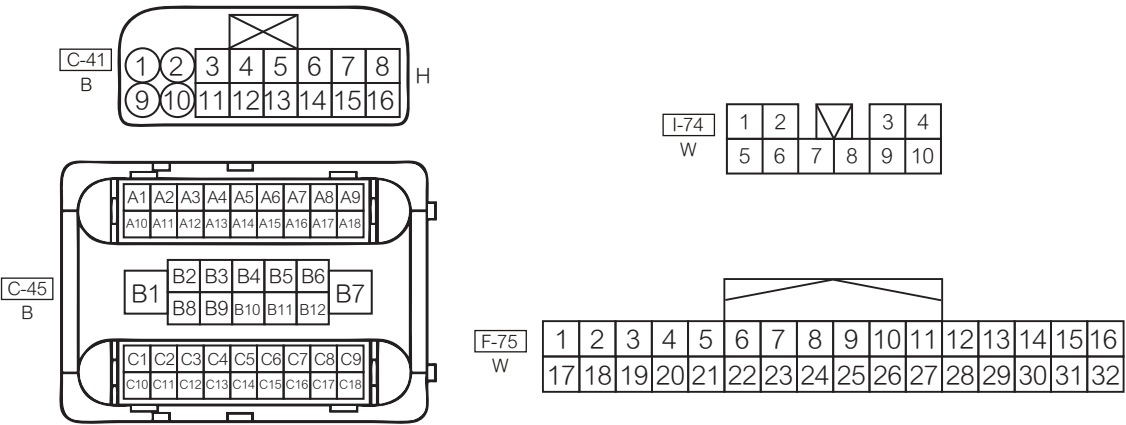 C-41
B
1 2 3 4 5 6 7 8
9 10 11 12 13 14 15 16
H
I-74
W
1 2 3 4
5 6 7 8 9 10
C-45
B
A1 A2 A3 A4 A5 A6 A7 A8 A9
A10 A11 A12 A13 A14 A15 A16 A17 A18
B1 B2 B3 B4 B5 B6 B7
B8 B9 B10 B11 B12
C1 C2 C3 C4 C5 C6 C7 C8 C9
C10 C11 C12 C13 C14 C15 C16 C17 C18
F-75
W
1 2 3 4 5 6 7 8 9 10 11 12 13 14 15 16
17 18 19 20 21 22 23 24 25 26 27 28 29 30 31 32